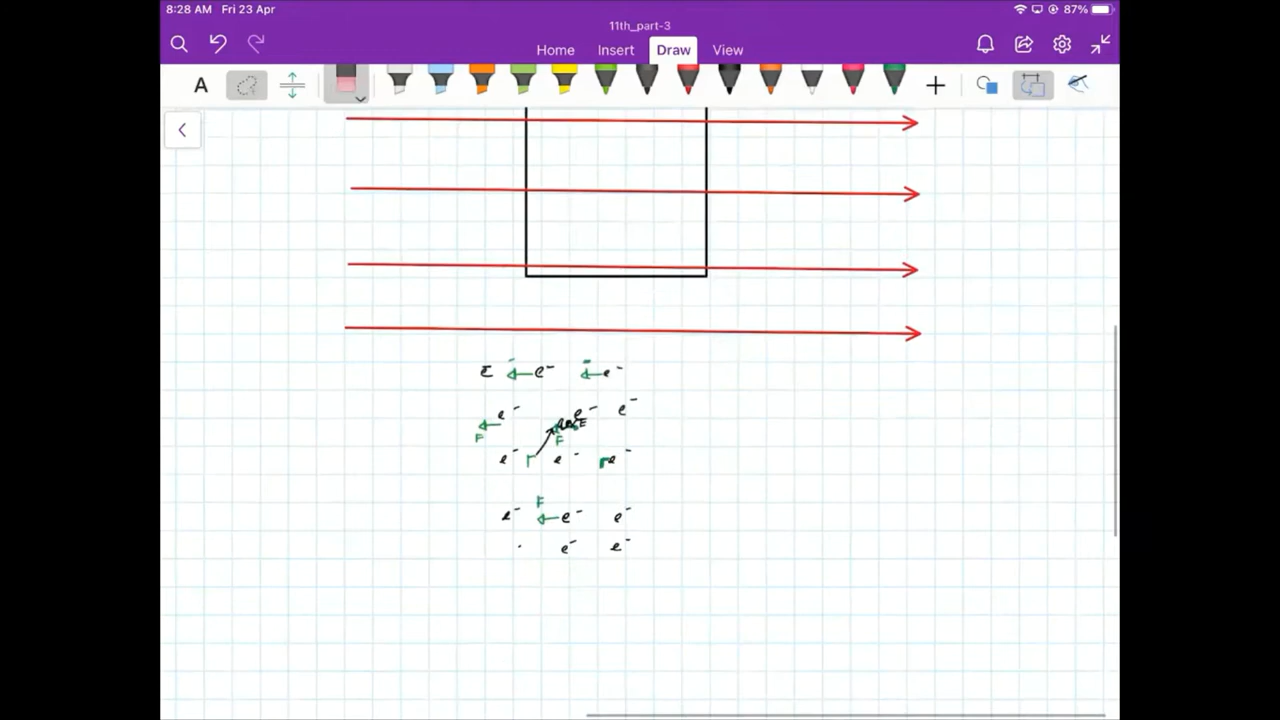 8:28 AM Fri 23 Apr 87%
11th_part-3
Home Insert Draw View
A
e⁻ e⁻
e⁻ e⁻ e⁻
F F E
e⁻ e⁻ e⁻
F
e⁻ e⁻ e⁻
e⁻ e⁻